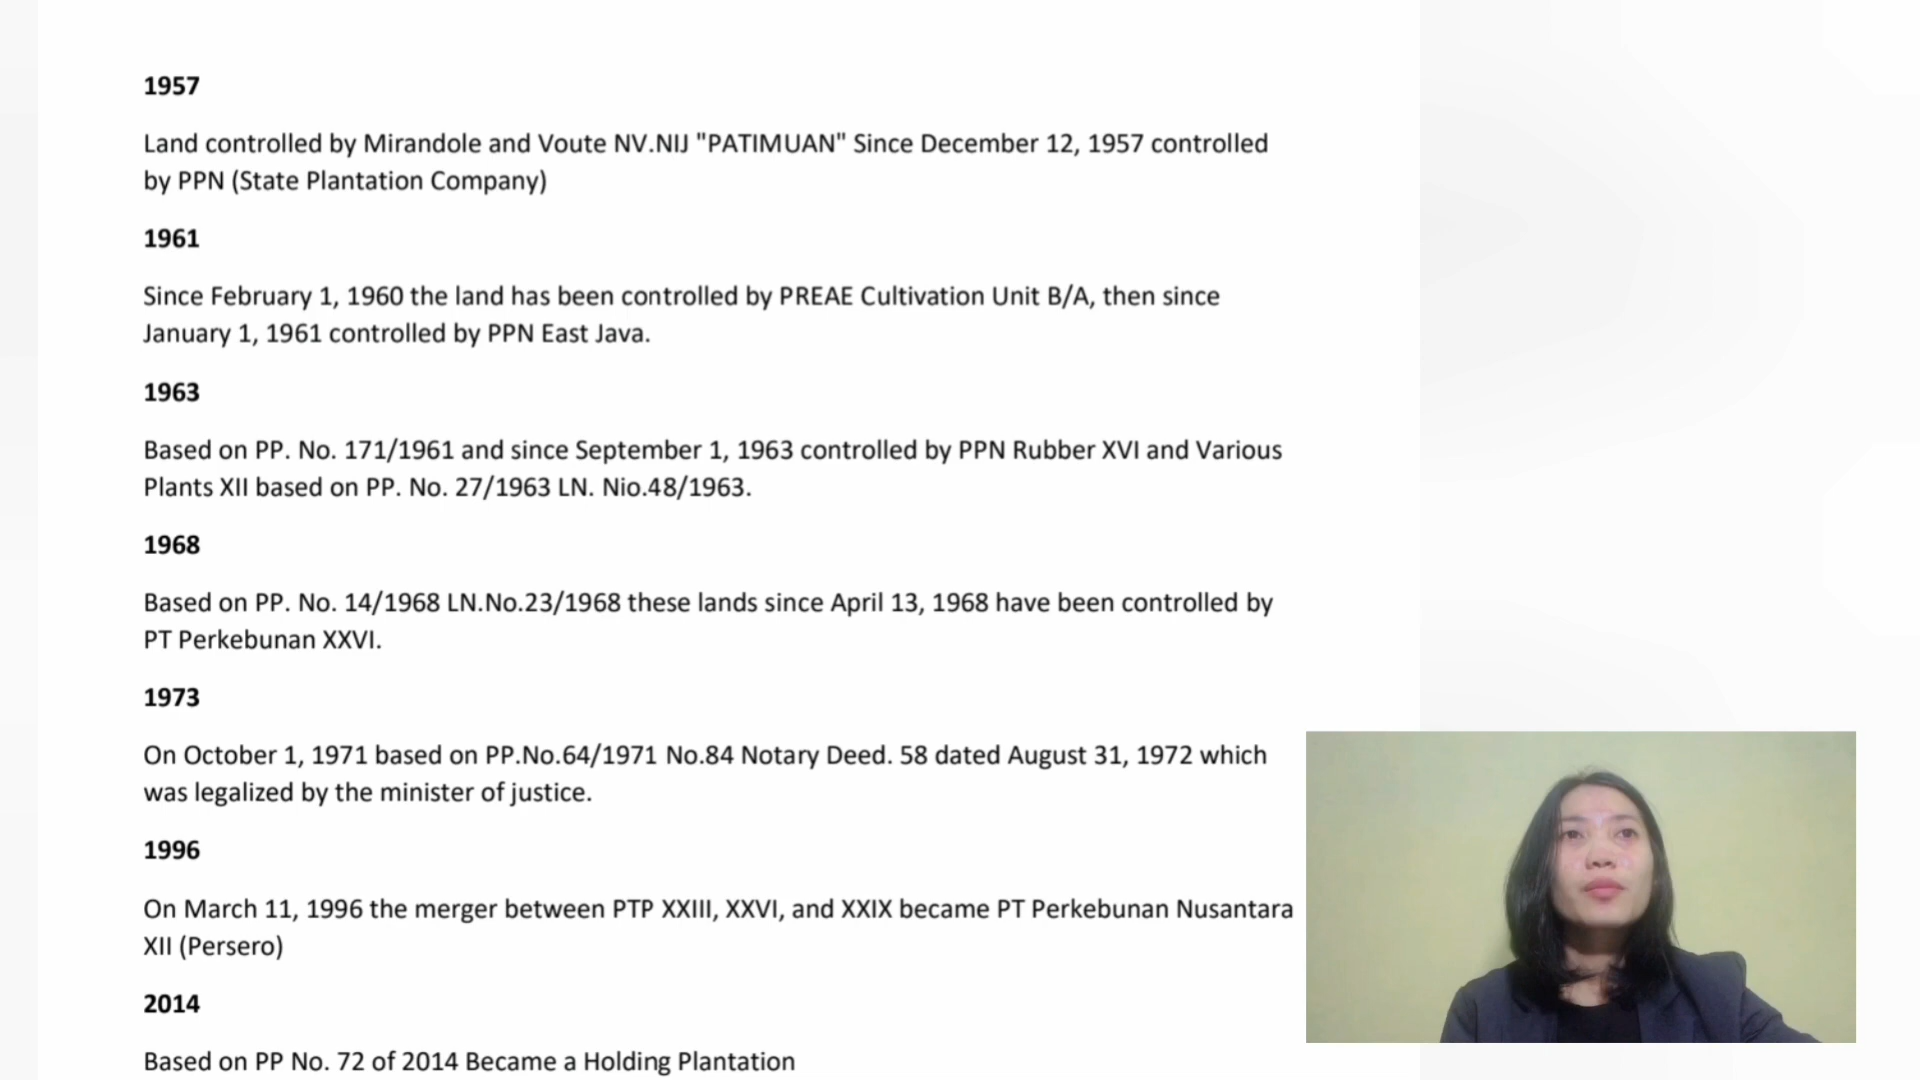 1957
Land controlled by Mirandole and Voute NV.NIJ "PATIMUAN" Since December 12, 1957 controlled
by PPN (State Plantation Company)
1961
Since February 1, 1960 the land has been controlled by PREAE Cultivation Unit B/A, then since
January 1, 1961 controlled by PPN East Java.
1963
Based on PP. No. 171/1961 and since September 1, 1963 controlled by PPN Rubber XVI and Various
Plants XII based on PP. No. 27/1963 LN. Nio.48/1963.
1968
Based on PP. No. 14/1968 LN.No.23/1968 these lands since April 13, 1968 have been controlled by
PT Perkebunan XXVI.
1973
On October 1, 1971 based on PP.No.64/1971 No.84 Notary Deed. 58 dated August 31, 1972 which
was legalized by the minister of justice.
1996
On March 11, 1996 the merger between PTP XXIII, XXVI, and XXIX became PT Perkebunan Nusantara
XII (Persero)
2014
Based on PP No. 72 of 2014 Became a Holding Plantation